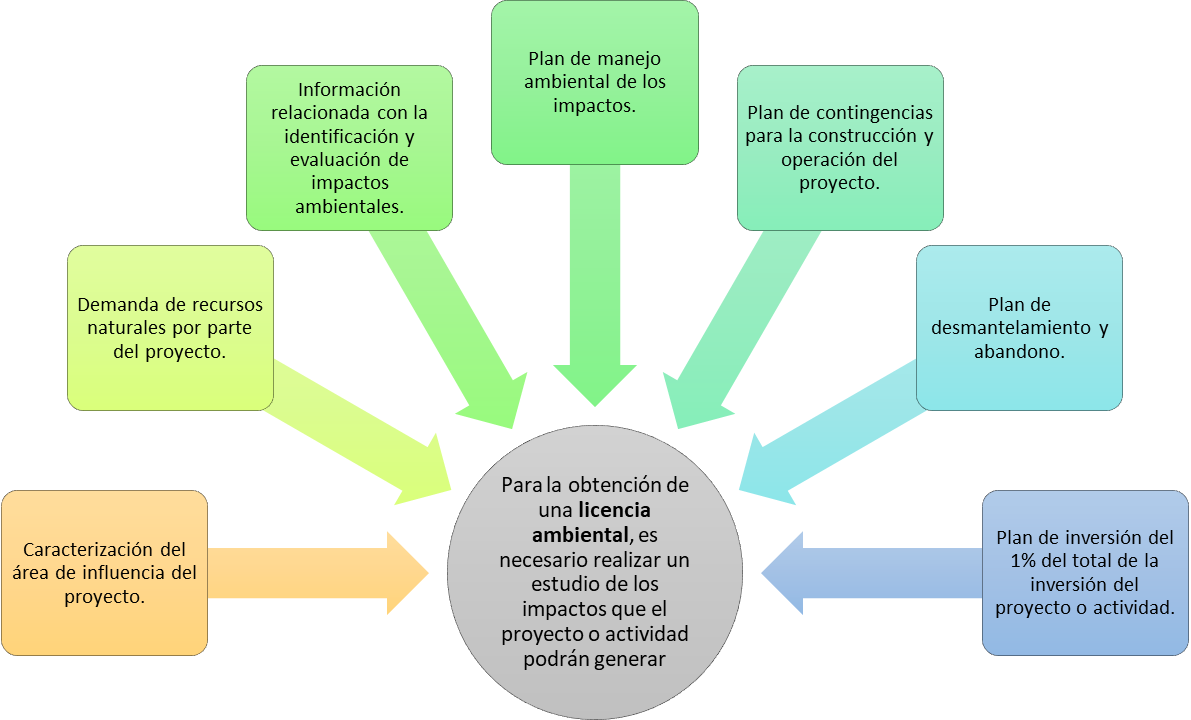 Plan de manejo
ambiental de los
impactos.
Información
relacionada con la
identificación y
evaluación de
impactos
ambientales.
Plan de contingencias
para la construcción y
operación del
proyecto.
Demanda de recursos
naturales por parte
del proyecto.
Plan de
desmantelamiento y
abandono.
Caracterización del
área de influencia del
proyecto.
Para la obtención de
una licencia
ambiental, es
necesario realizar un
estudio de los
impactos que el
proyecto o actividad
podrán generar
Plan de inversión del
1% del total de la
inversión del
proyecto o actividad.